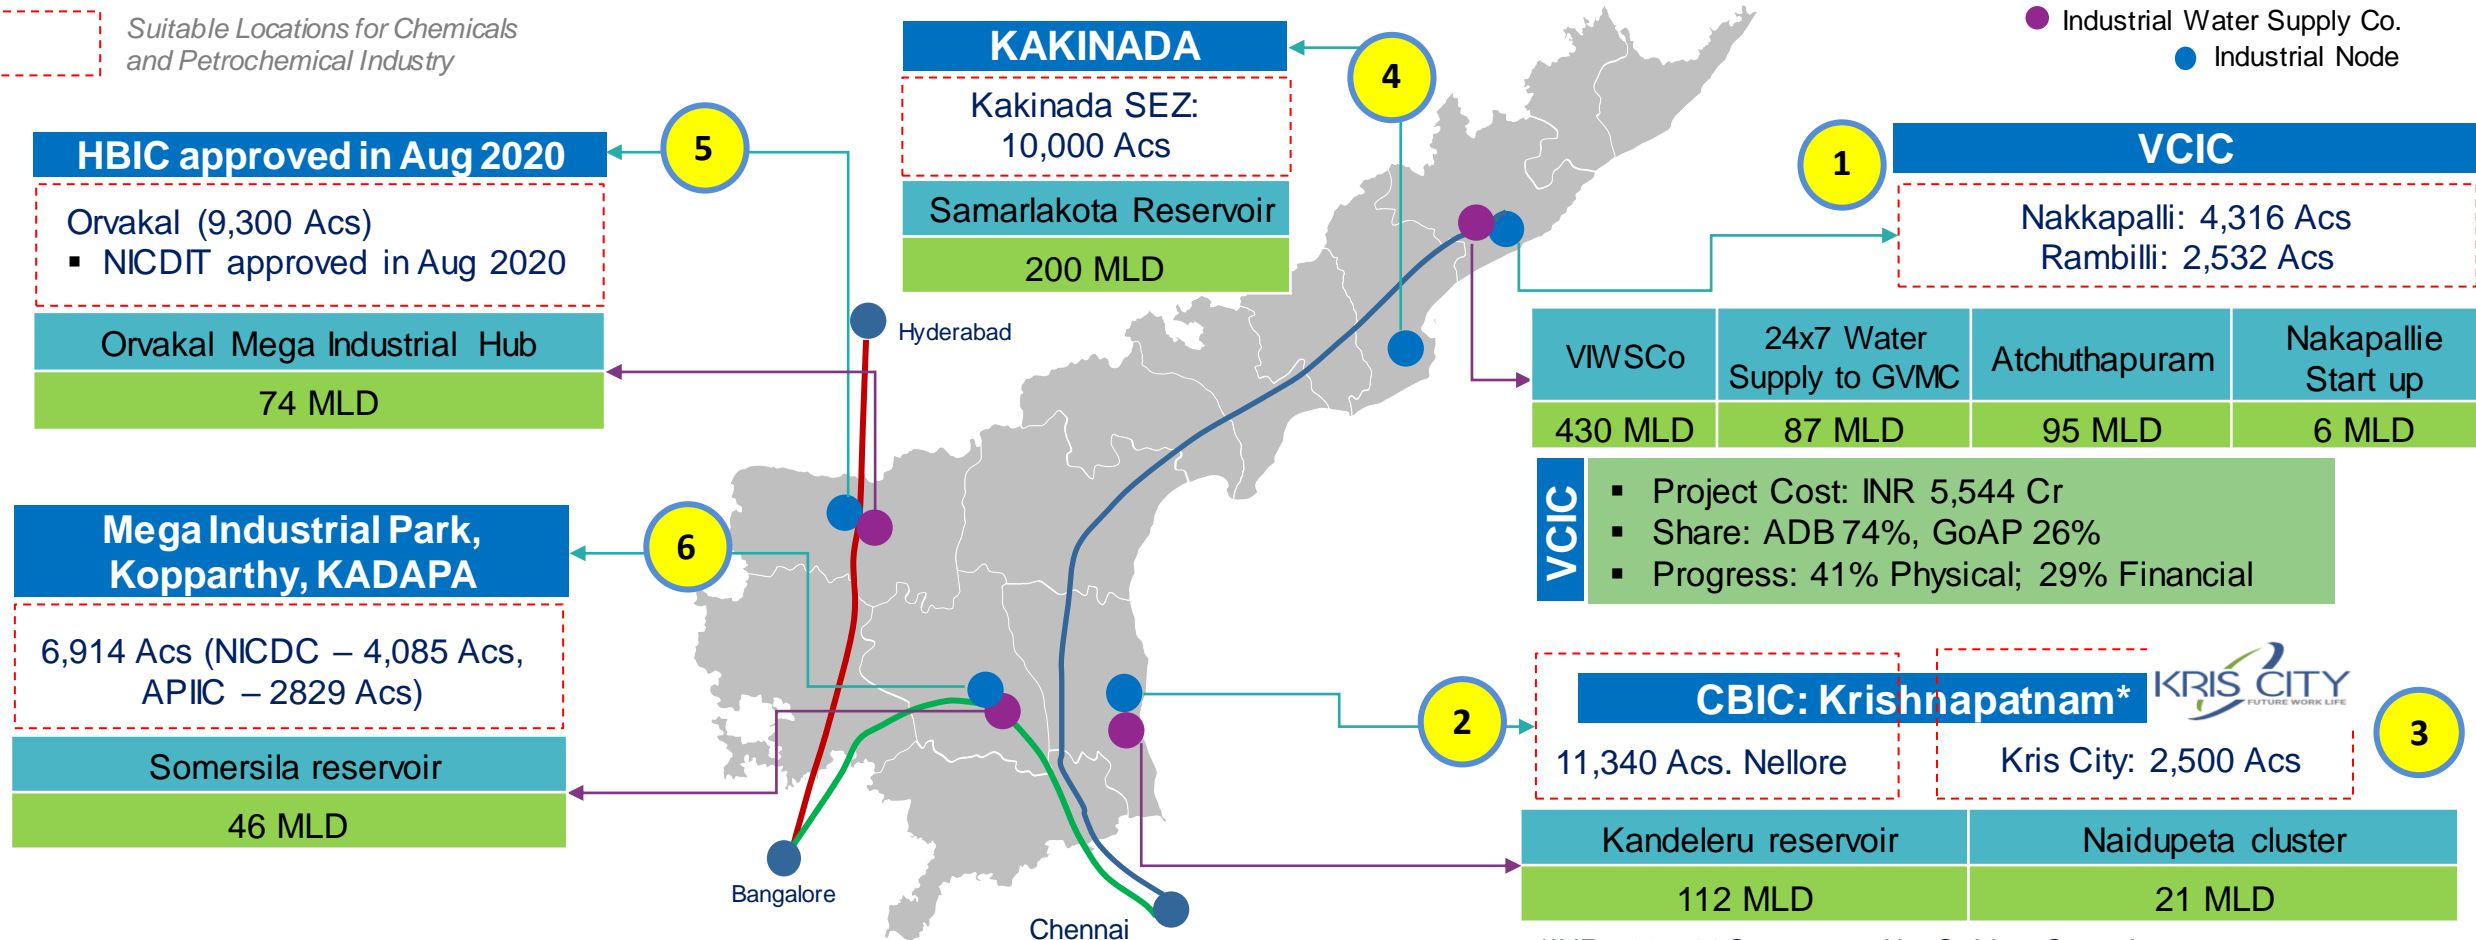 Suitable Locations for Chemicals
and Petrochemical Industry
Industrial Water Supply Co.
Industrial Node
KAKINADA
Kakinada SEZ:
10,000 Acs
Samarlakota Reservoir
200 MLD
4
5
HBIC approved in Aug 2020
Orvakal (9,300 Acs)
▪ NICDIT approved in Aug 2020
Orvakal Mega Industrial Hub
74 MLD
1
VCIC
Nakkapalli: 4,316 Acs
Rambilli: 2,532 Acs
VIWSCo
24x7 Water
Supply to GVMC
Atchuthapuram
Nakapallie
Start up
430 MLD
87 MLD
95 MLD
6 MLD
VCIC
▪ Project Cost: INR 5,544 Cr
▪ Share: ADB 74%, GoAP 26%
▪ Progress: 41% Physical; 29% Financial
Hyderabad
6
Mega Industrial Park,
Kopparthy, KADAPA
6,914 Acs (NICDC – 4,085 Acs,
APIIC – 2829 Acs)
Somersila reservoir
46 MLD
2
CBIC: Krishnapatnam*
KRIS CITY
FUTURE WORK LIFE
3
11,340 Acs. Nellore
Kris City: 2,500 Acs
Kandeleru reservoir
Naidupeta cluster
112 MLD
21 MLD
Bangalore
Chennai